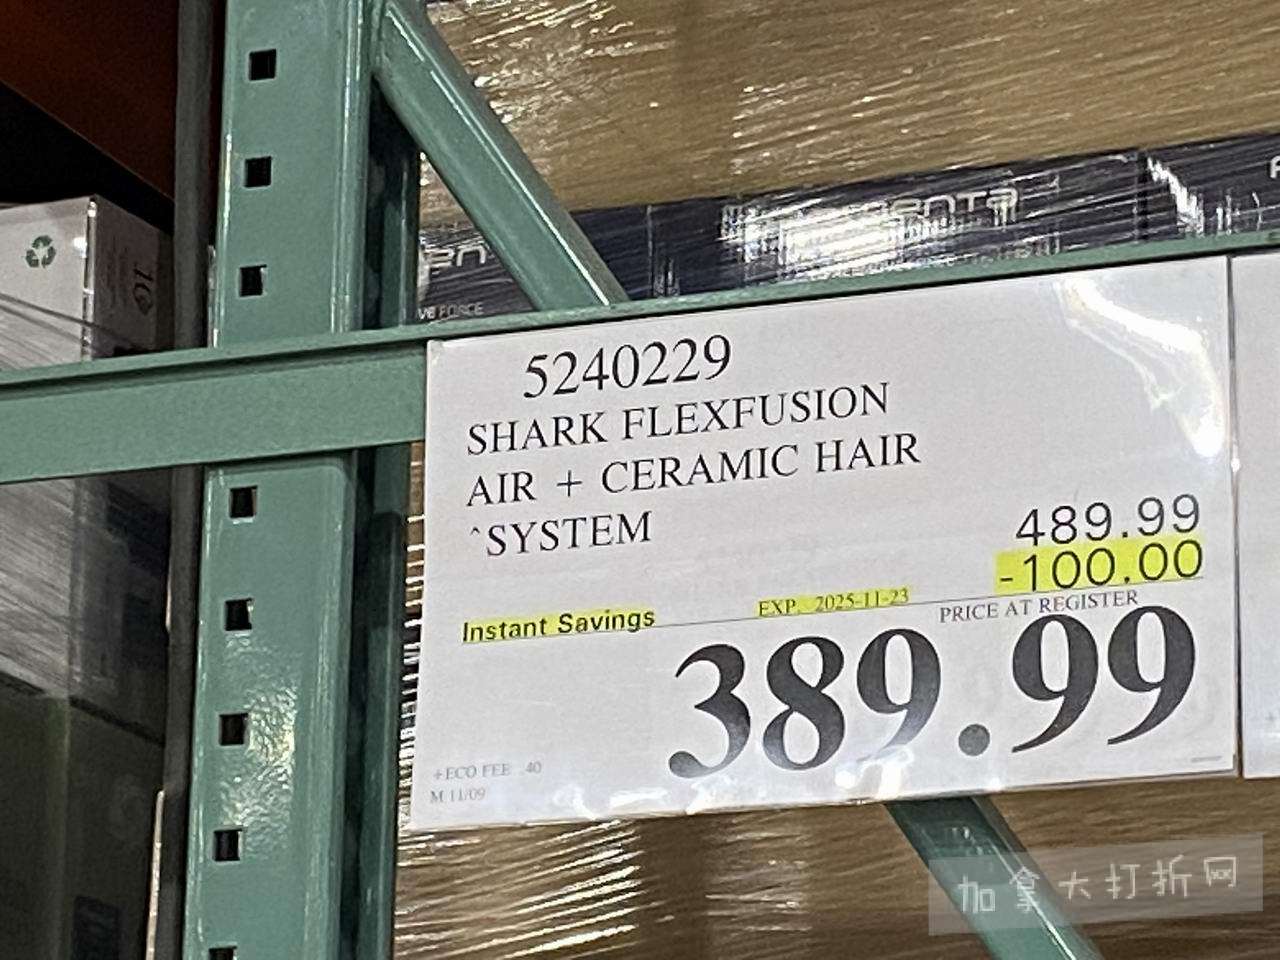 5240229
SHARK FLEXFUSION
AIR + CERAMIC HAIR
^SYSTEM
489.99
-100.00
Instant Savings EXP. 2025-11-23 PRICE AT REGISTER
389.99
+ECO FEE .40
M 11/09
加拿大打折网